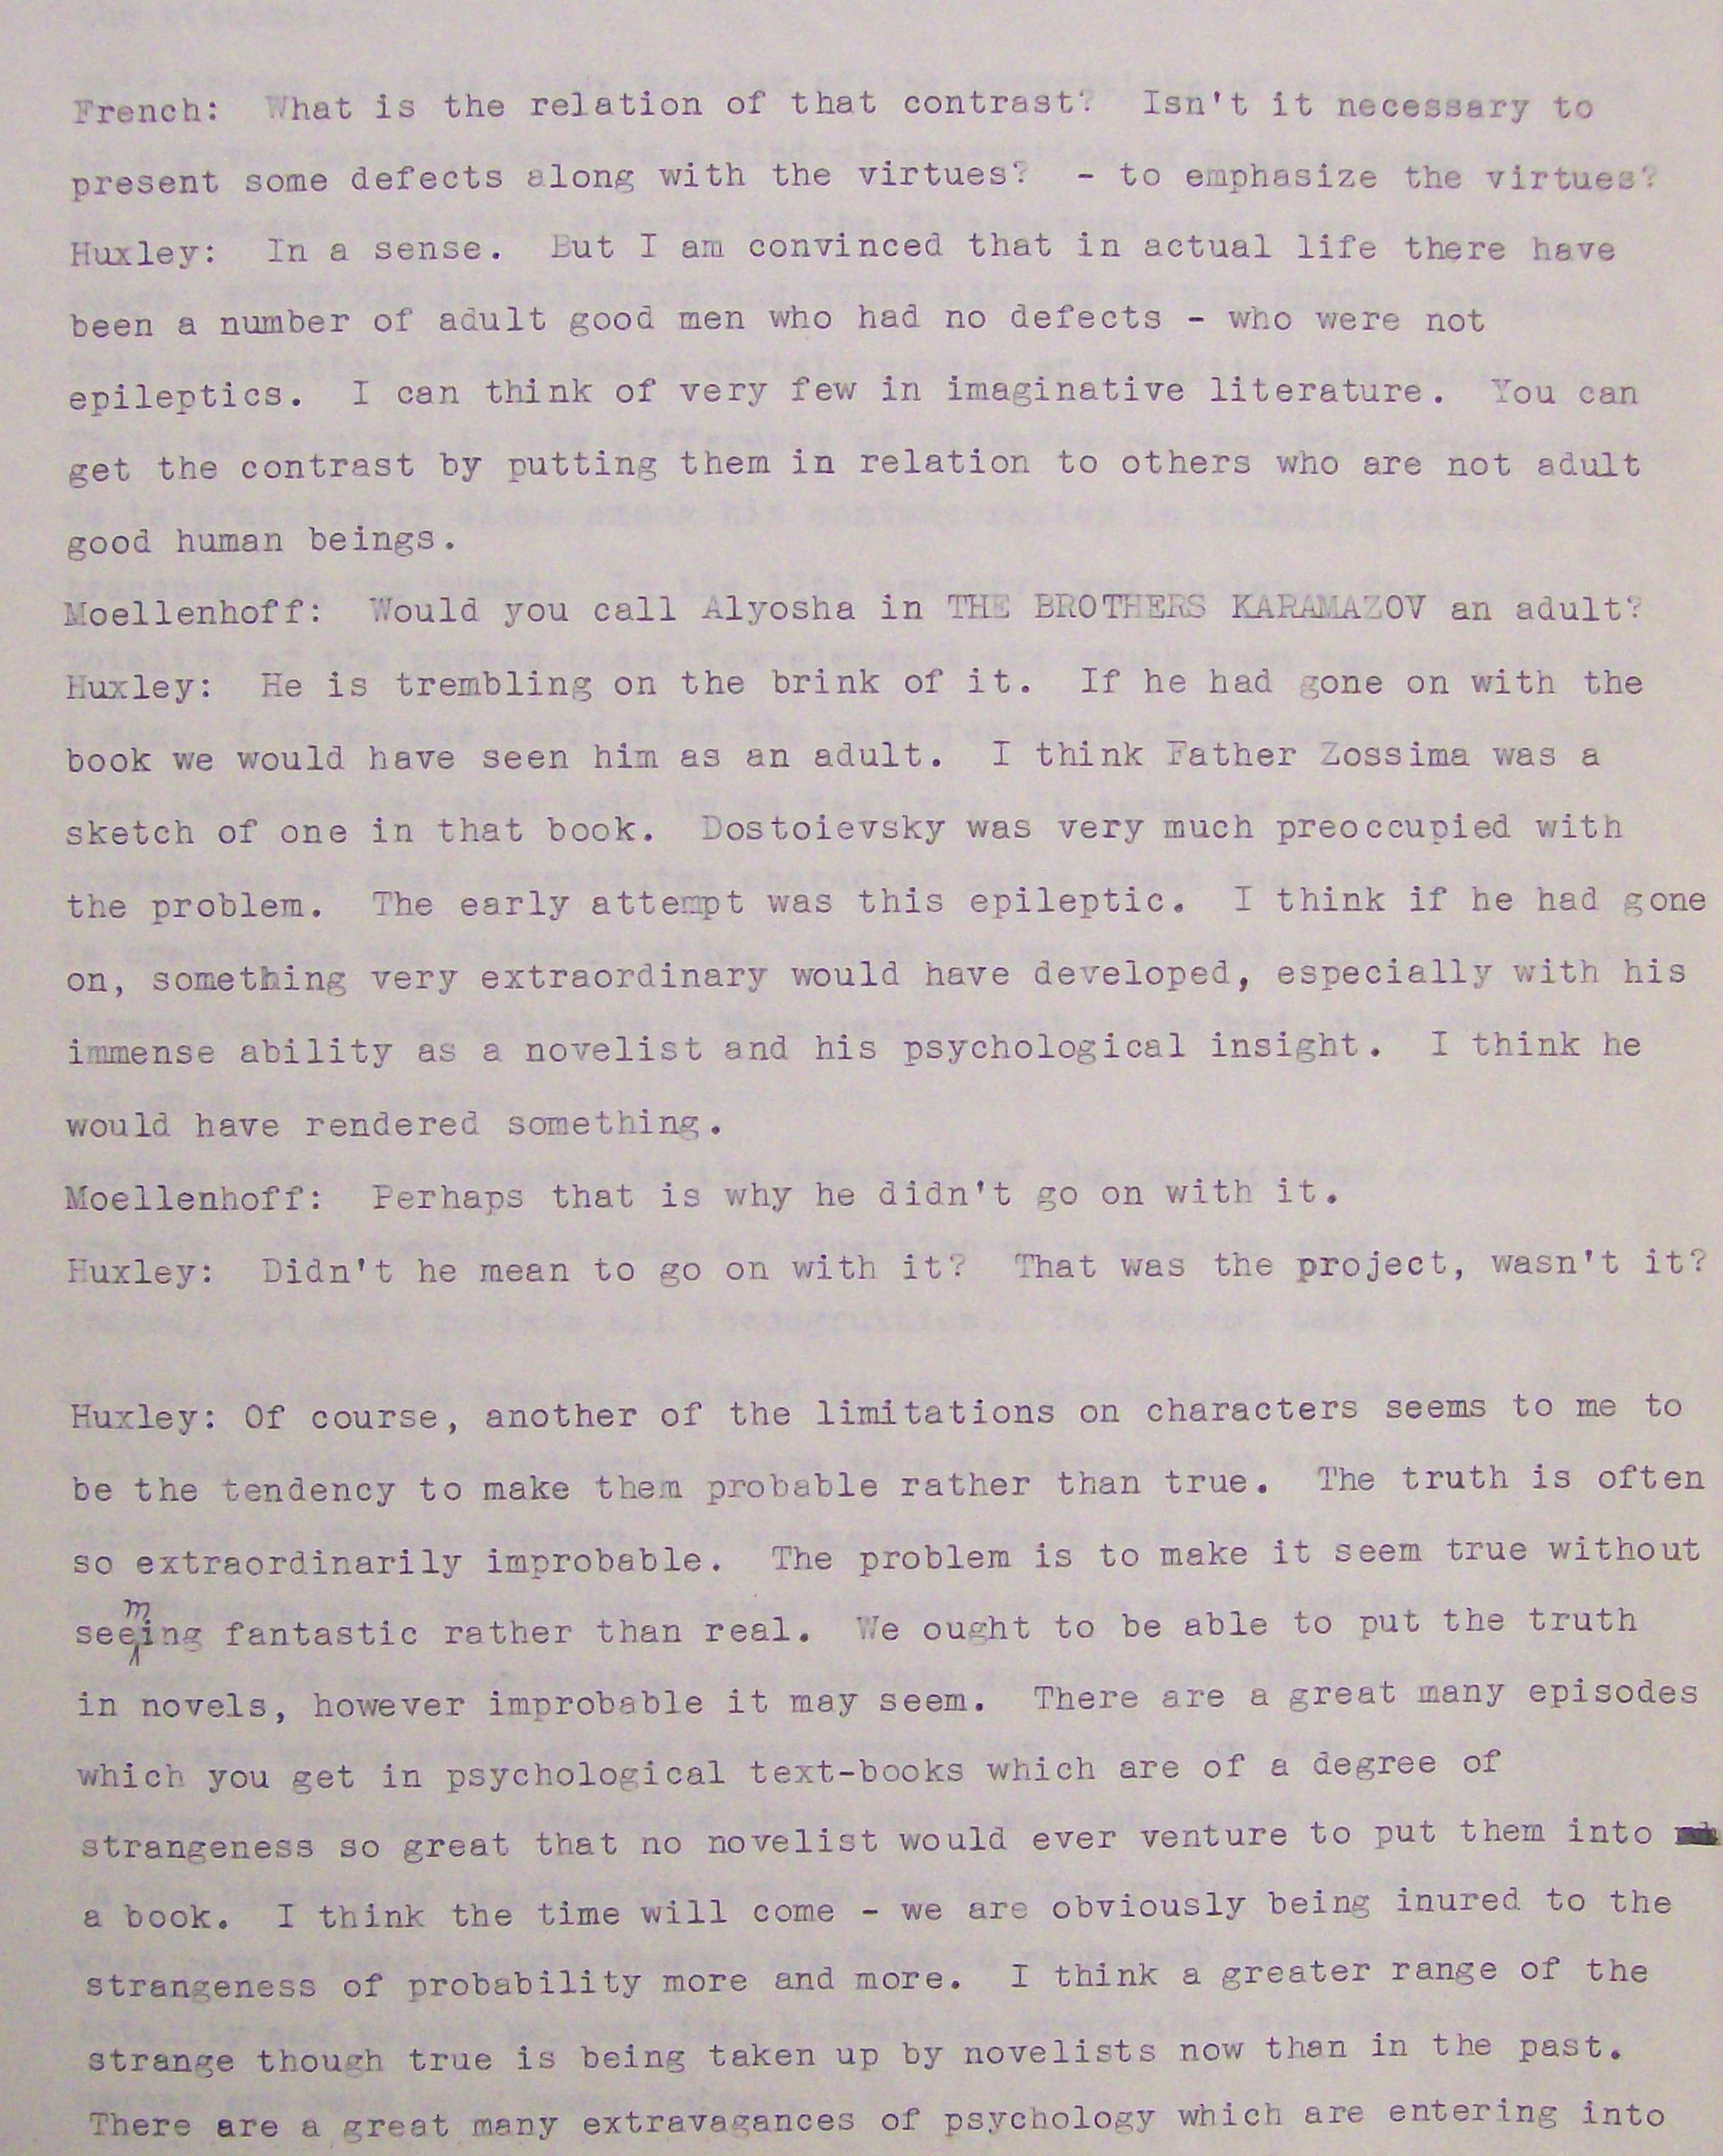 French:  What is the relation of that contrast?  Isn't it necessary to
present some defects along with the virtues?  - to emphasize the virtues?
Huxley:  In a sense.  But I am convinced that in actual life there have
been a number of adult good men who had no defects - who were not
epileptics.  I can think of very few in imaginative literature.  You can
get the contrast by putting them in relation to others who are not adult
good human beings.
Moellenhoff:  Would you call Alyosha in THE BROTHERS KARAMAZOV an adult?
Huxley:  He is trembling on the brink of it.  If he had gone on with the
book we would have seen him as an adult.  I think Father Zossima was a
sketch of one in that book.  Dostoievsky was very much preoccupied with
the problem.  The early attempt was this epileptic.  I think if he had gone
on, something very extraordinary would have developed, especially with his
immense ability as a novelist and his psychological insight.  I think he
would have rendered something.
Moellenhoff:  Perhaps that is why he didn't go on with it.
Huxley:  Didn't he mean to go on with it?  That was the project, wasn't it?
Huxley: Of course, another of the limitations on characters seems to me to
be the tendency to make them probable rather than true.  The truth is often
so extraordinarily improbable.  The problem is to make it seem true without
seeming fantastic rather than real.  We ought to be able to put the truth
in novels, however improbable it may seem.  There are a great many episodes
which you get in psychological text-books which are of a degree of
strangeness so great that no novelist would ever venture to put them into
a book.  I think the time will come - we are obviously being inured to the
strangeness of probability more and more.  I think a greater range of the
strange though true is being taken up by novelists now than in the past.
There are a great many extravagances of psychology which are entering into